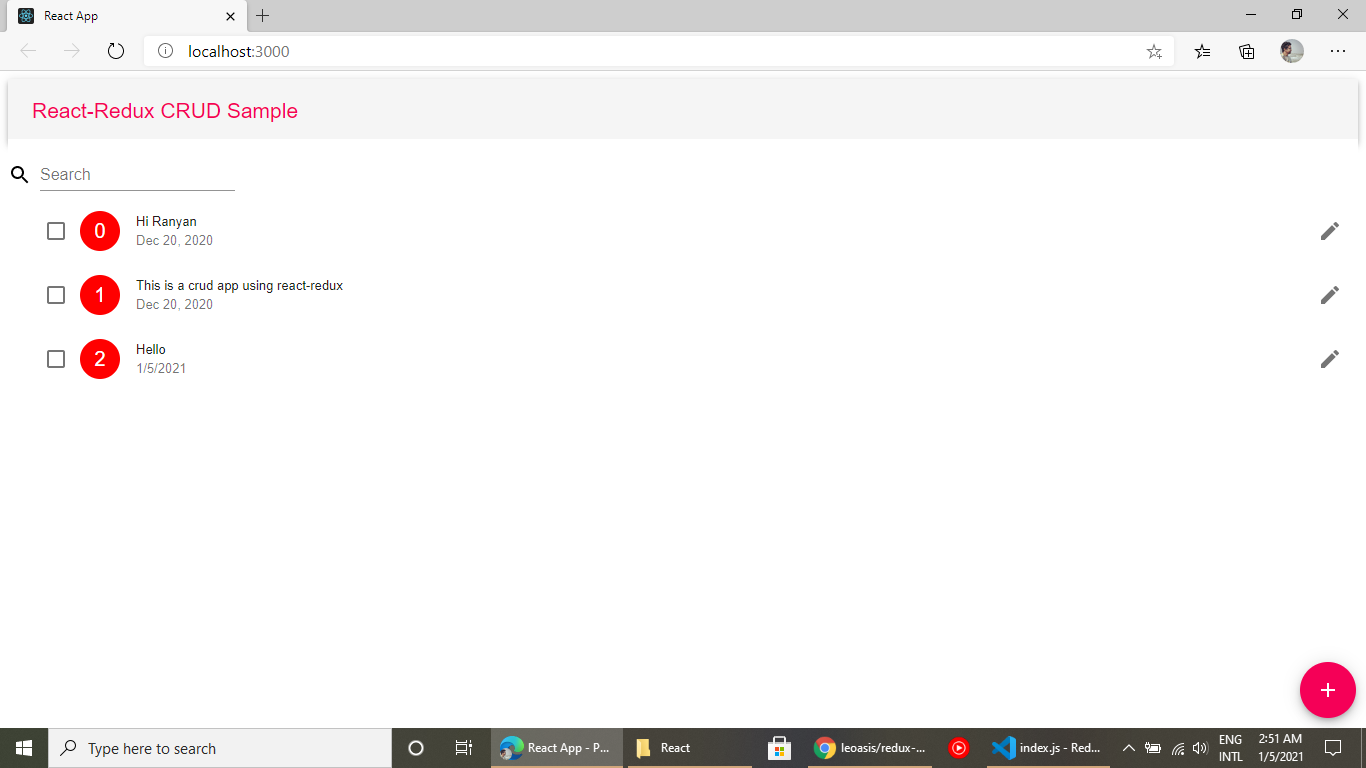 React App
localhost:3000
React-Redux CRUD Sample
Search
0
Hi Ranyan
Dec 20, 2020
1
This is a crud app using react-redux
Dec 20, 2020
2
Hello
1/5/2021
Type here to search
React App - P...
React
leoasis/redux-...
index.js - Red...
ENG
INTL
2:51 AM
1/5/2021